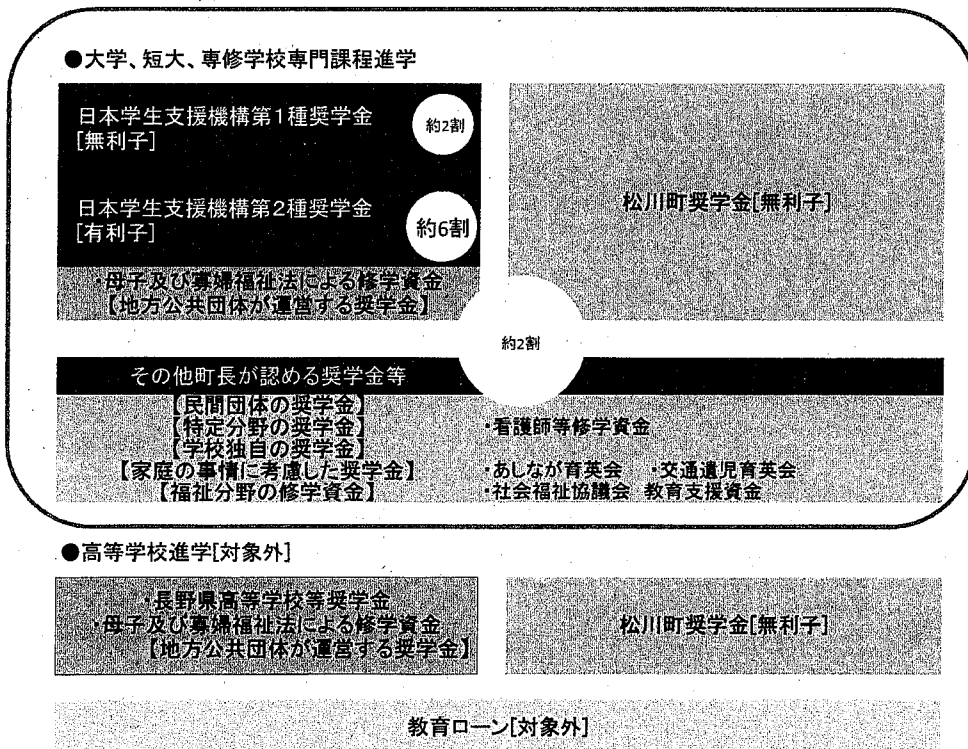 ●大学、短大、専修学校専門課程進学
日本学生支援機構第1種奨学金
[無利子]
約2割
日本学生支援機構第2種奨学金
[有利子]
約6割
・母子及び寡婦福祉法による修学資金
【地方公共団体が運営する奨学金】
松川町奨学金[無利子]
約2割
その他町長が認める奨学金等
【民間団体の奨学金】
【特定分野の奨学金】
・看護師等修学資金
【学校独自の奨学金】
【家庭の事情に考慮した奨学金】
・あしなが育英会 ・交通遺児育英会
【福祉分野の修学資金】
・社会福祉協議会 教育支援資金
●高等学校進学[対象外]
・長野県高等学校等奨学金
・母子及び寡婦福祉法による修学資金
【地方公共団体が運営する奨学金】
松川町奨学金[無利子]
教育ローン[対象外]